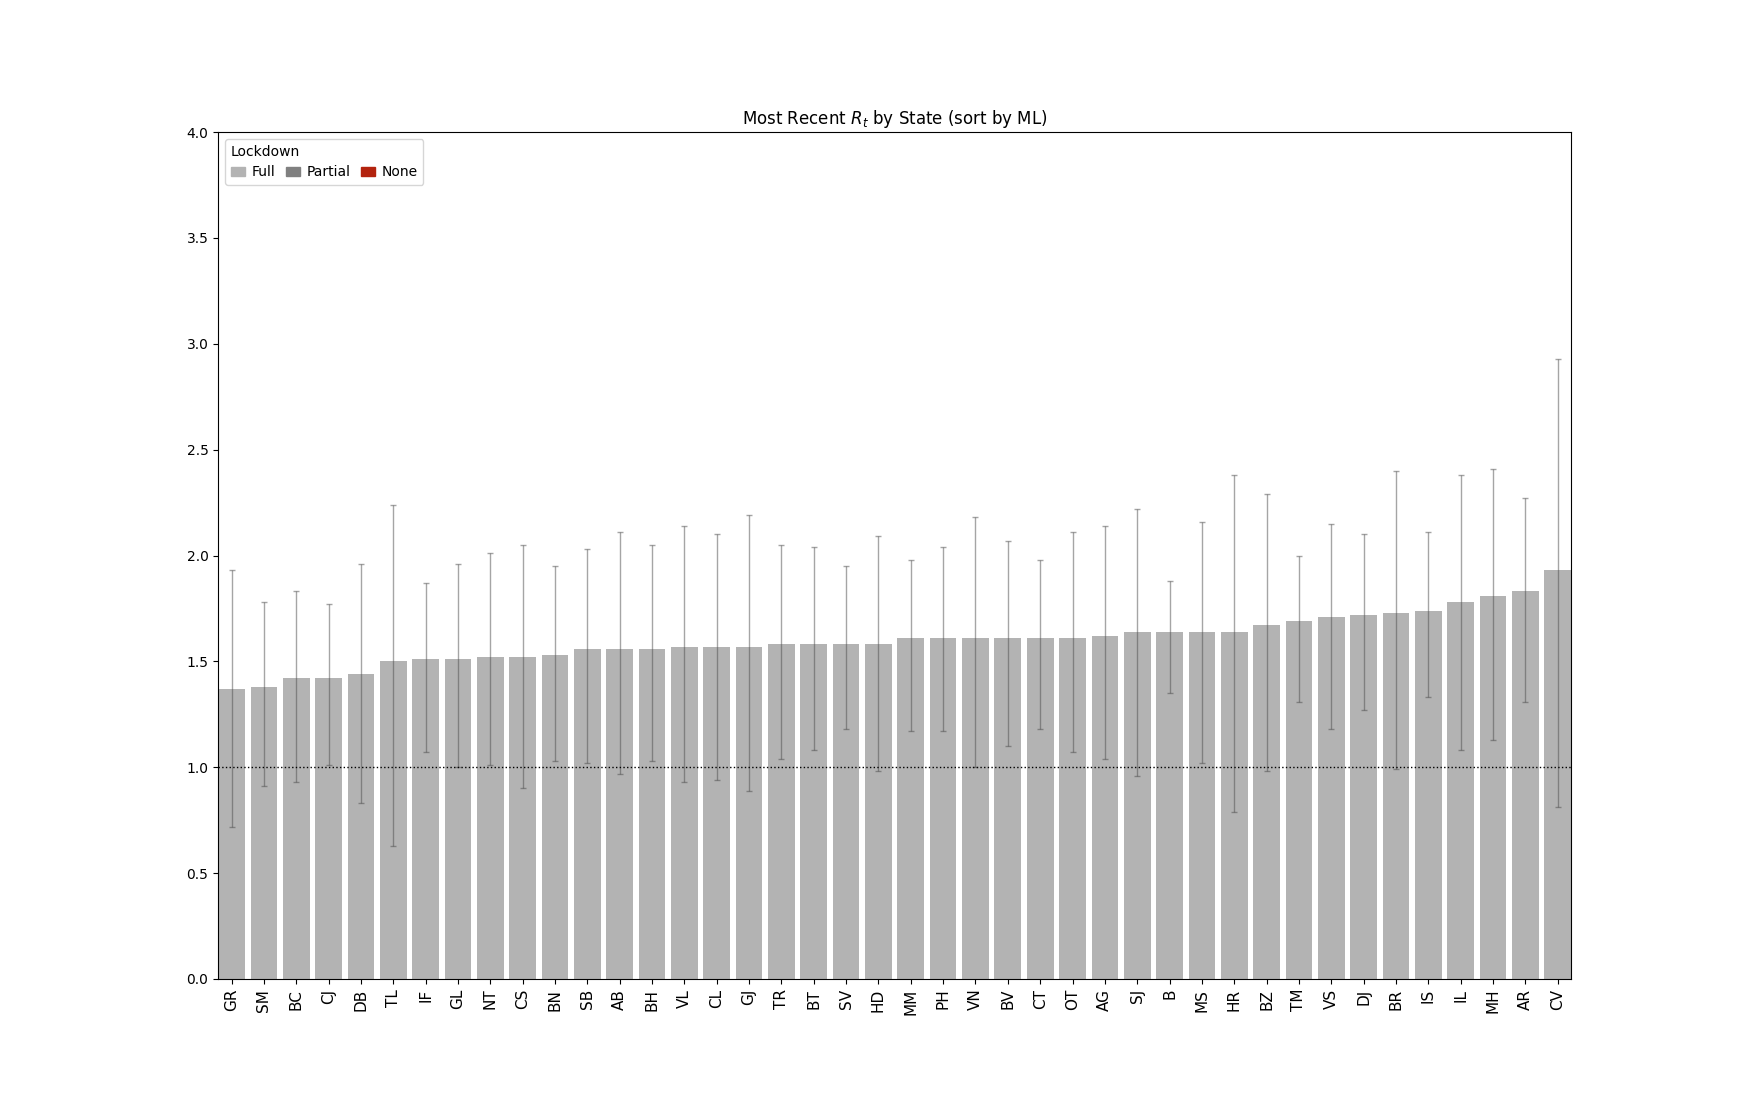 Most Recent Rt by State (sort by ML)
Lockdown
Full Partial None
4.0
3.5
3.0
2.5
2.0
1.5
1.0
0.5
0.0
GR SM BC CJ DB TL IF GL NT CS BN SB AB BH VL CL GJ TR BT SV HD MM PH VN BV CT OT AG SJ B MS HR BZ TM VS DJ BR IS IL MH AR CV